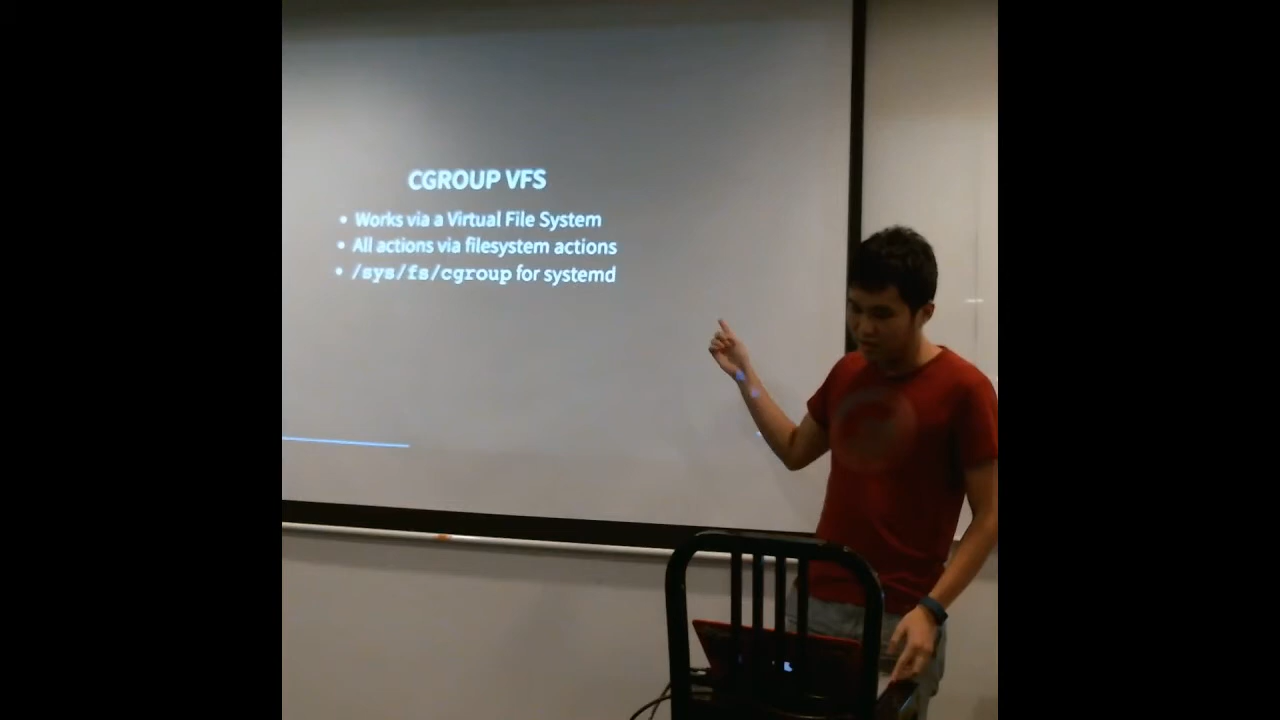 CGROUP VFS
• Works via a Virtual File System
• All actions via filesystem actions
• /sys/fs/cgroup for systemd